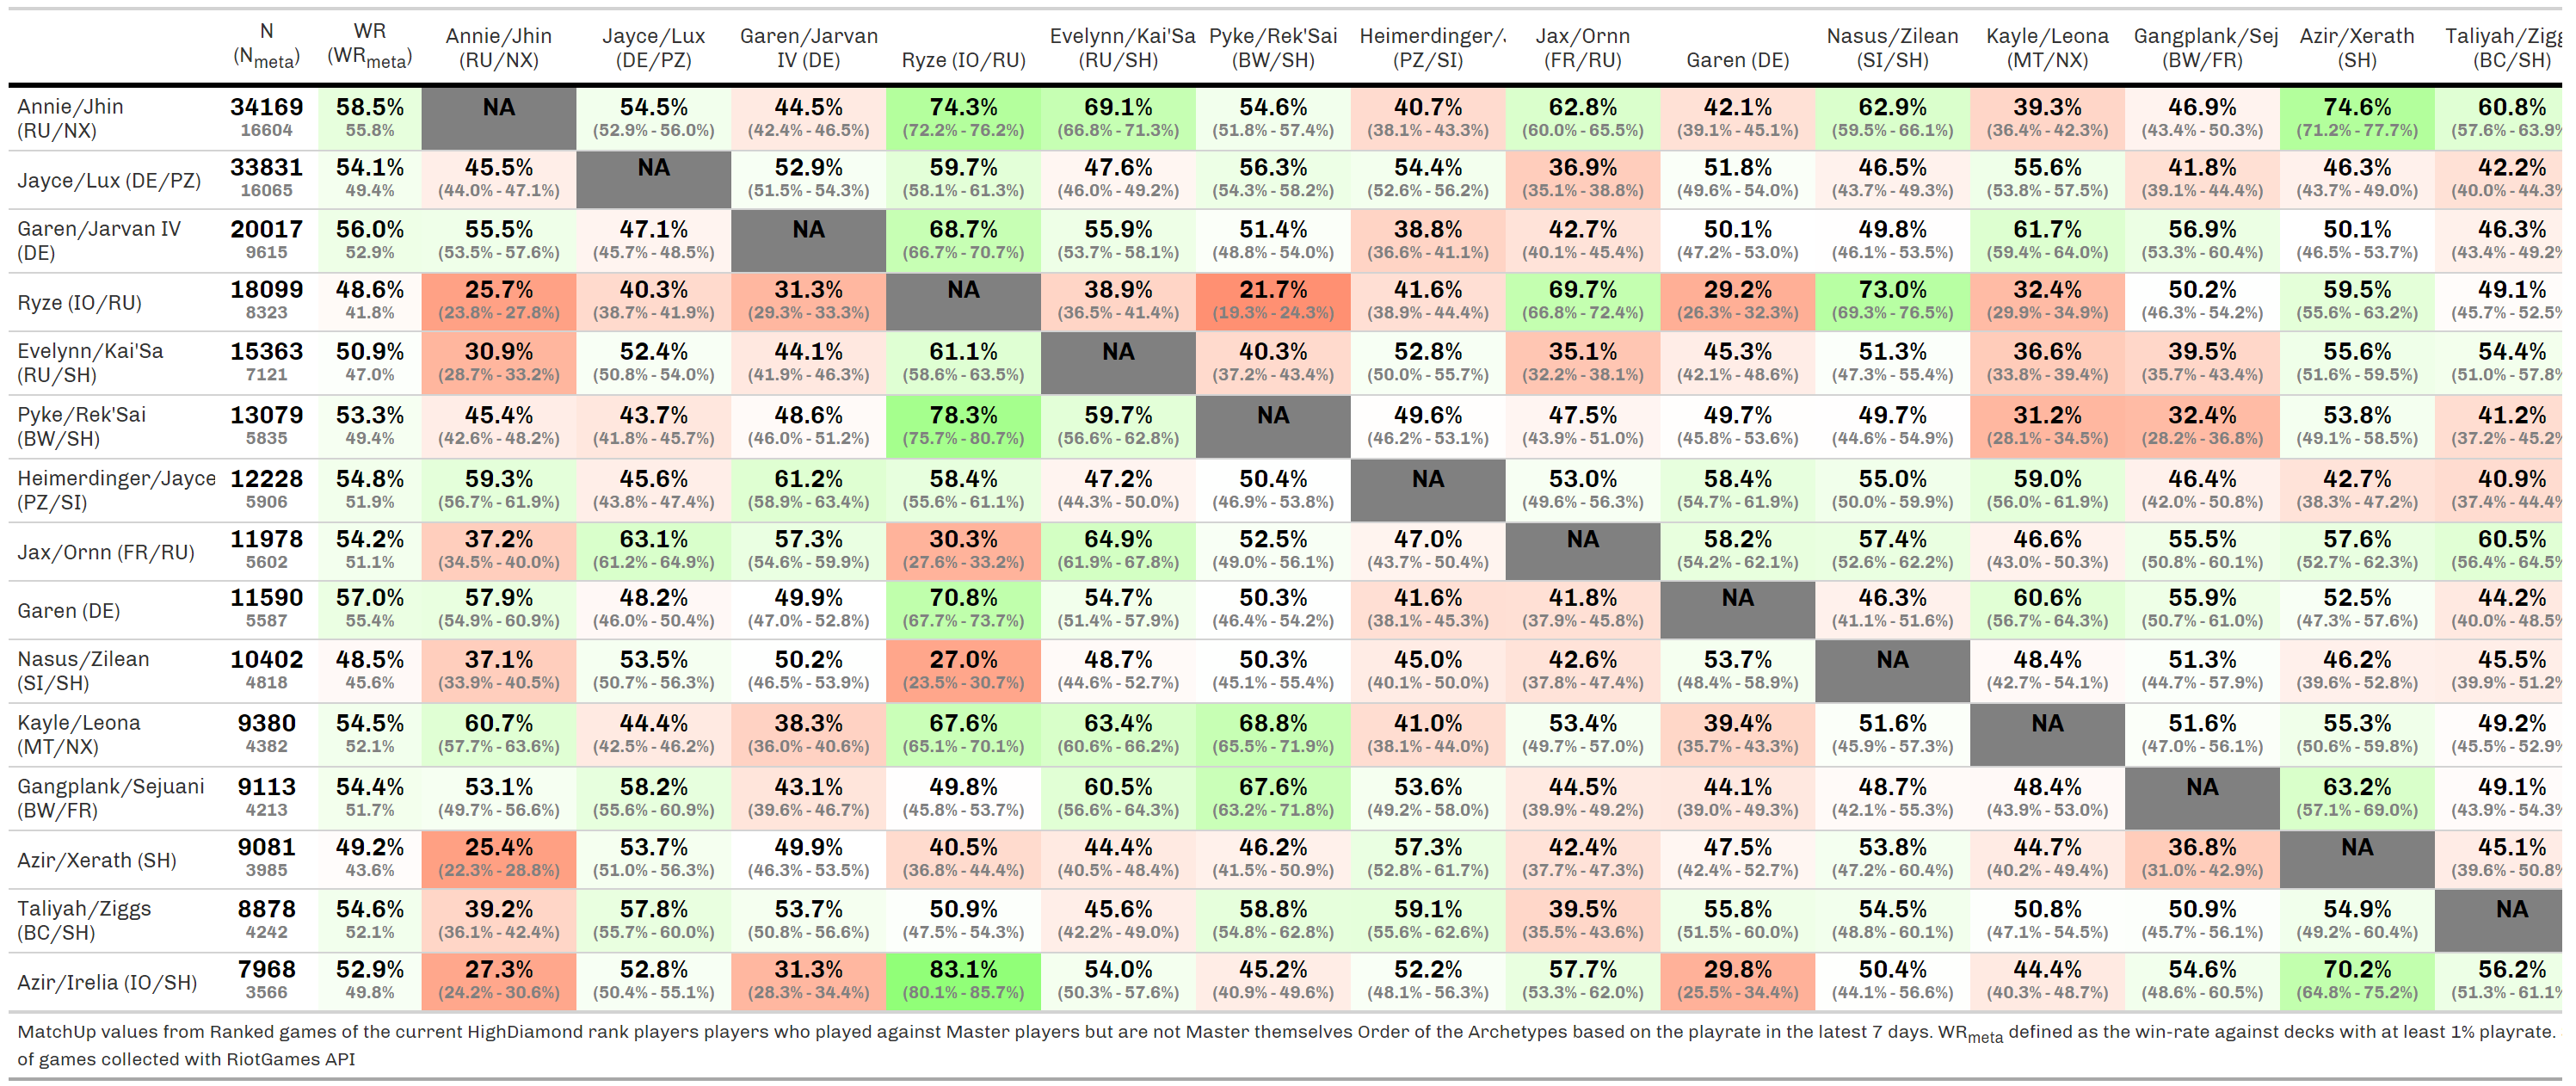 N WR Annie/Jhin Jayce/Lux Garen/Jarvan Ryze (IO/RU) Evelynn/Kai'Sa Pyke/Rek'Sai Heimerdinger/ Jax/Ornn Garen (DE) Nasus/Zilean Kayle/Leona Gangplank/Sej Azir/Xerath Taliyah/Zigg
(Nmeta) (WRmeta) (RU/NX) (DE/PZ) IV (DE) (RU/SH) (BW/SH) (PZ/SI) (FR/RU) (SI/SH) (MT/NX) (BW/FR) (SH) (BC/SH)
Annie/Jhin 34169 58.5% NA 54.5% 44.5% 74.3% 69.1% 54.6% 40.7% 62.8% 42.1% 62.9% 39.3% 46.9% 74.6% 60.8%
(RU/NX) 16604 55.8% (52.9% - 56.0%) (42.4% - 46.5%) (72.2% - 76.2%) (66.8% - 71.3%) (51.8% - 57.4%) (38.1% - 43.3%) (60.0% - 65.5%) (39.1% - 45.1%) (59.5% - 66.1%) (36.4% - 42.3%) (43.4% - 50.3%) (71.2% - 77.7%) (57.6% - 63.9%
Jayce/Lux (DE/PZ) 33831 54.1% 45.5% NA 52.9% 59.7% 47.6% 56.3% 54.4% 36.9% 51.8% 46.5% 55.6% 41.8% 46.3% 42.2%
16065 49.4% (44.0% - 47.1%) (51.5% - 54.3%) (58.1% - 61.3%) (46.0% - 49.2%) (54.3% - 58.2%) (52.6% - 56.2%) (35.1% - 38.8%) (49.6% - 54.0%) (43.7% - 49.3%) (53.8% - 57.5%) (39.1% - 44.4%) (43.7% - 49.0%) (40.0% - 44.3%
Garen/Jarvan IV 20017 56.0% 55.5% 47.1% NA 68.7% 55.9% 51.4% 38.8% 42.7% 50.1% 49.8% 61.7% 56.9% 50.1% 46.3%
(DE) 9615 52.9% (53.5% - 57.6%) (45.7% - 48.5%) (66.7% - 70.7%) (53.7% - 58.1%) (48.8% - 54.0%) (36.6% - 41.1%) (40.1% - 45.4%) (47.2% - 53.0%) (46.1% - 53.5%) (59.4% - 64.0%) (53.3% - 60.4%) (46.5% - 53.7%) (43.4% - 49.2%
Ryze (IO/RU) 18099 48.6% 25.7% 40.3% 31.3% NA 38.9% 21.7% 41.6% 69.7% 29.2% 73.0% 32.4% 50.2% 59.5% 49.1%
8323 41.8% (23.8% - 27.8%) (38.7% - 41.9%) (29.3% - 33.3%) (36.5% - 41.4%) (19.3% - 24.3%) (38.9% - 44.4%) (66.8% - 72.4%) (26.3% - 32.3%) (69.3% - 76.5%) (29.9% - 34.9%) (46.3% - 54.2%) (55.6% - 63.2%) (45.7% - 52.5%
Evelynn/Kai'Sa 15363 50.9% 30.9% 52.4% 44.1% 61.1% NA 40.3% 52.8% 35.1% 45.3% 51.3% 36.6% 39.5% 55.6% 54.4%
(RU/SH) 7121 47.0% (28.7% - 33.2%) (50.8% - 54.0%) (41.9% - 46.3%) (58.6% - 63.5%) (37.2% - 43.4%) (50.0% - 55.7%) (32.2% - 38.1%) (42.1% - 48.6%) (47.3% - 55.4%) (33.8% - 39.4%) (35.7% - 43.4%) (51.6% - 59.5%) (51.0% - 57.8%
Pyke/Rek'Sai 13079 53.3% 45.4% 43.7% 48.6% 78.3% 59.7% NA 49.6% 47.5% 49.7% 49.7% 31.2% 32.4% 53.8% 41.2%
(BW/SH) 5835 49.4% (42.6% - 48.2%) (41.8% - 45.7%) (46.0% - 51.2%) (75.7% - 80.7%) (56.6% - 62.8%) (46.2% - 53.1%) (43.9% - 51.0%) (45.8% - 53.6%) (44.6% - 54.9%) (28.1% - 34.5%) (28.2% - 36.8%) (49.1% - 58.5%) (37.2% - 45.2%
Heimerdinger/Jayce 12228 54.8% 59.3% 45.6% 61.2% 58.4% 47.2% 50.4% NA 53.0% 58.4% 55.0% 59.0% 46.4% 42.7% 40.9%
(PZ/SI) 5906 51.9% (56.7% - 61.9%) (43.8% - 47.4%) (58.9% - 63.4%) (55.6% - 61.1%) (44.3% - 50.0%) (46.9% - 53.8%) (49.6% - 56.3%) (54.7% - 61.9%) (50.0% - 59.9%) (56.0% - 61.9%) (42.0% - 50.8%) (38.3% - 47.2%) (37.4% - 44.4%
Jax/Ornn (FR/RU) 11978 54.2% 37.2% 63.1% 57.3% 30.3% 64.9% 52.5% 47.0% NA 58.2% 57.4% 46.6% 55.5% 57.6% 60.5%
5602 51.1% (34.5% - 40.0%) (61.2% - 64.9%) (54.6% - 59.9%) (27.6% - 33.2%) (61.9% - 67.8%) (49.0% - 56.1%) (43.7% - 50.4%) (54.2% - 62.1%) (52.6% - 62.2%) (43.0% - 50.3%) (50.8% - 60.1%) (52.7% - 62.3%) (56.4% - 64.5%
Garen (DE) 11590 57.0% 57.9% 48.2% 49.9% 70.8% 54.7% 50.3% 41.6% 41.8% NA 46.3% 60.6% 55.9% 52.5% 44.2%
5587 55.4% (54.9% - 60.9%) (46.0% - 50.4%) (47.0% - 52.8%) (67.7% - 73.7%) (51.4% - 57.9%) (46.4% - 54.2%) (38.1% - 45.3%) (37.9% - 45.8%) (41.1% - 51.6%) (56.7% - 64.3%) (50.7% - 61.0%) (47.3% - 57.6%) (40.0% - 48.5%
Nasus/Zilean 10402 48.5% 37.1% 53.5% 50.2% 27.0% 48.7% 50.3% 45.0% 42.6% 53.7% NA 48.4% 51.3% 46.2% 45.5%
(SI/SH) 4818 45.6% (33.9% - 40.5%) (50.7% - 56.3%) (46.5% - 53.9%) (23.5% - 30.7%) (44.6% - 52.7%) (45.1% - 55.4%) (40.1% - 50.0%) (37.8% - 47.4%) (48.4% - 58.9%) (42.7% - 54.1%) (44.7% - 57.9%) (39.6% - 52.8%) (39.9% - 51.2%
Kayle/Leona 9380 54.5% 60.7% 44.4% 38.3% 67.6% 63.4% 68.8% 41.0% 53.4% 39.4% 51.6% NA 51.6% 55.3% 49.2%
(MT/NX) 4382 52.1% (57.7% - 63.6%) (42.5% - 46.2%) (36.0% - 40.6%) (65.1% - 70.1%) (60.6% - 66.2%) (65.5% - 71.9%) (38.1% - 44.0%) (49.7% - 57.0%) (35.7% - 43.3%) (45.9% - 57.3%) (47.0% - 56.1%) (50.6% - 59.8%) (45.5% - 52.9%
Gangplank/Sejuani 9113 54.4% 53.1% 58.2% 43.1% 49.8% 60.5% 67.6% 53.6% 44.5% 44.1% 48.7% 48.4% NA 63.2% 49.1%
(BW/FR) 4213 51.7% (49.7% - 56.6%) (55.6% - 60.9%) (39.6% - 46.7%) (45.8% - 53.7%) (56.6% - 64.3%) (63.2% - 71.8%) (49.2% - 58.0%) (39.9% - 49.2%) (39.0% - 49.3%) (42.1% - 55.3%) (43.9% - 53.0%) (57.1% - 69.0%) (43.9% - 54.3%
Azir/Xerath (SH) 9081 49.2% 25.4% 53.7% 49.9% 40.5% 44.4% 46.2% 57.3% 42.4% 47.5% 53.8% 44.7% 36.8% NA 45.1%
3985 43.6% (22.3% - 28.8%) (51.0% - 56.3%) (46.3% - 53.5%) (36.8% - 44.4%) (40.5% - 48.4%) (41.5% - 50.9%) (52.8% - 61.7%) (37.7% - 47.3%) (42.4% - 52.7%) (47.2% - 60.4%) (40.2% - 49.4%) (31.0% - 42.9%) (39.6% - 50.8%
Taliyah/Ziggs 8878 54.6% 39.2% 57.8% 53.7% 50.9% 45.6% 58.8% 59.1% 39.5% 55.8% 54.5% 50.8% 50.9% 54.9% NA
(BC/SH) 4242 52.1% (36.1% - 42.4%) (55.7% - 60.0%) (50.8% - 56.6%) (47.5% - 54.3%) (42.2% - 49.0%) (54.8% - 62.8%) (55.6% - 62.6%) (35.5% - 43.6%) (51.5% - 60.0%) (48.8% - 60.1%) (47.1% - 54.5%) (45.7% - 56.1%) (49.2% - 60.4%)
Azir/Irelia (IO/SH) 7968 52.9% 27.3% 52.8% 31.3% 83.1% 54.0% 45.2% 52.2% 57.7% 29.8% 50.4% 44.4% 54.6% 70.2% 56.2%
3566 49.8% (24.2% - 30.6%) (50.4% - 55.1%) (28.3% - 34.4%) (80.1% - 85.7%) (50.3% - 57.6%) (40.9% - 49.6%) (48.1% - 56.3%) (53.3% - 62.0%) (25.5% - 34.4%) (44.1% - 56.6%) (40.3% - 48.7%) (48.6% - 60.5%) (64.8% - 75.2%) (51.3% - 61.1%
MatchUp values from Ranked games of the current HighDiamond rank players players who played against Master players but are not Master themselves Order of the Archetypes based on the playrate in the latest 7 days. WRmeta defined as the win-rate against decks with at least 1% playrate.
of games collected with RiotGames API